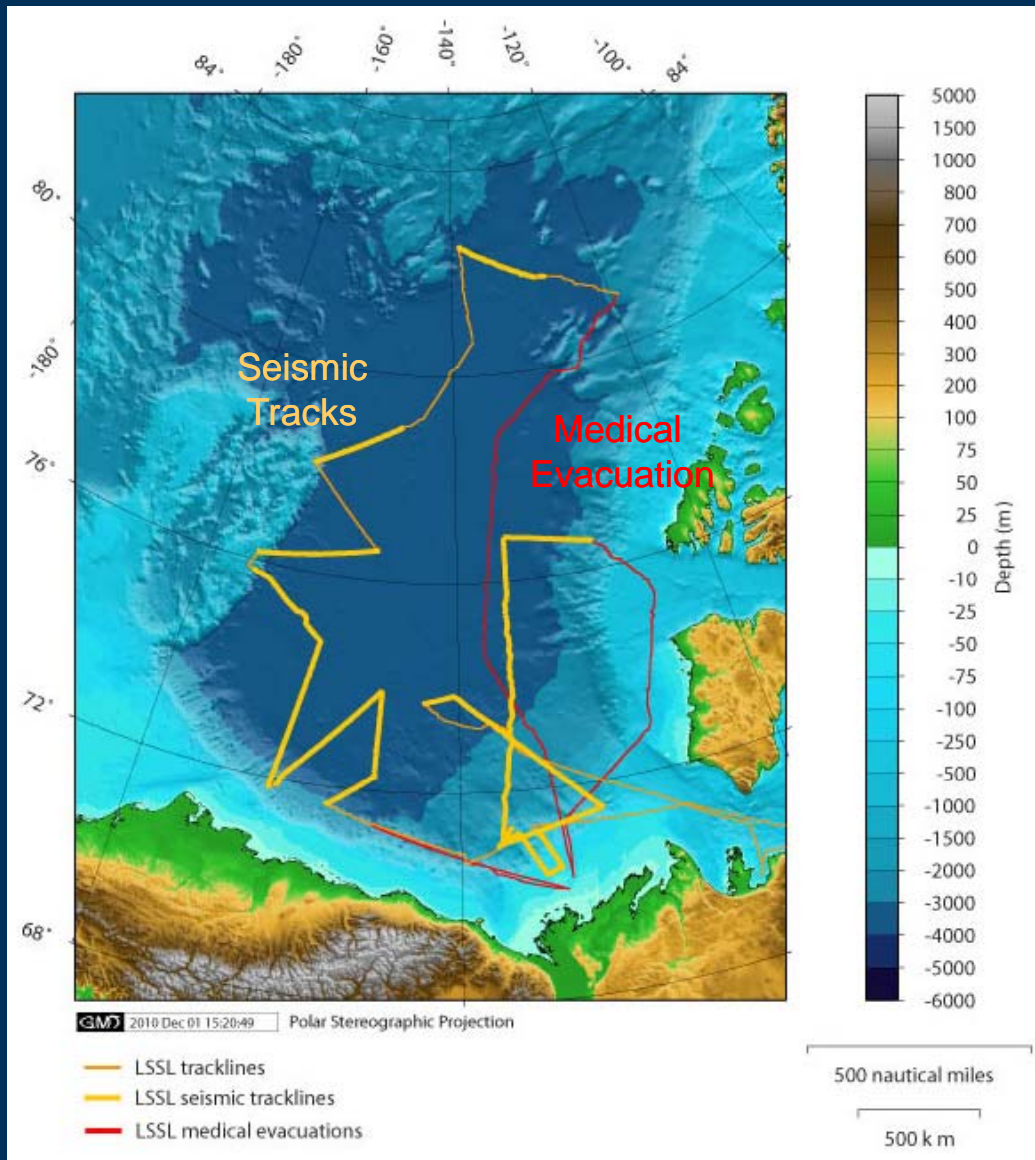 84° -180° -160° -140° -120° -100° 84°
80°
-180°
76°
72°
68°
Seismic
Tracks
Medical
Evacuation
5000
1500
1000
800
700
600
500
400
300
200
100
75
50
25
0
-10
-25
-50
-75
-100
-250
-500
-1000
-1500
-2000
-3000
-4000
-5000
-6000
Depth (m)
GMD 2010 Dec 01 15:20:49 Polar Stereographic Projection
LSSL tracklines
LSSL seismic tracklines
LSSL medical evacuations
500 nautical miles
500 km